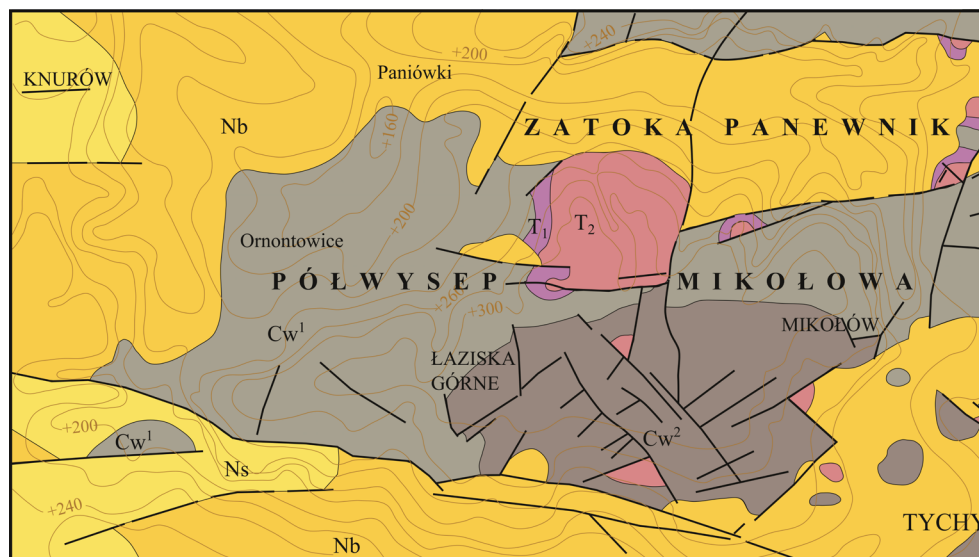 +240
+200
KNURÓW
Paniówki
Nb
ZATOKA PANEWNIK
+160
T₁
T₂
+200
Ornontowice
PÓŁWYSEP MIKOŁOWA
+260
+300
Cw¹
MIKOŁÓW
ŁAZISKA
GÓRNE
+200
Cw¹
Cw²
Ns
+240
TYCHY
Nb